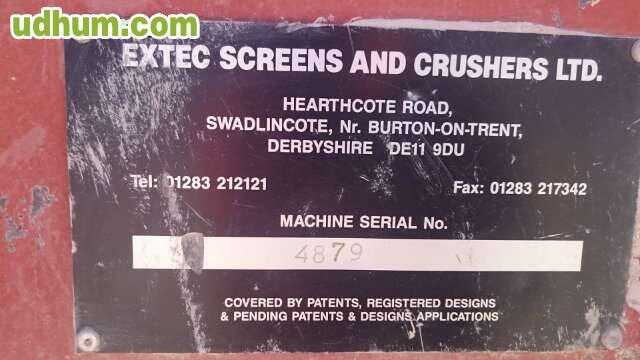 udhum.com
EXTEC SCREENS AND CRUSHERS LTD.
HEARTHCOTE ROAD,
SWADLINCOTE, Nr. BURTON-ON-TRENT,
DERBYSHIRE DE11 9DU
Tel: 01283 212121 Fax: 01283 217342
MACHINE SERIAL No.
4879
COVERED BY PATENTS, REGISTERED DESIGNS
& PENDING PATENTS & DESIGNS APPLICATIONS